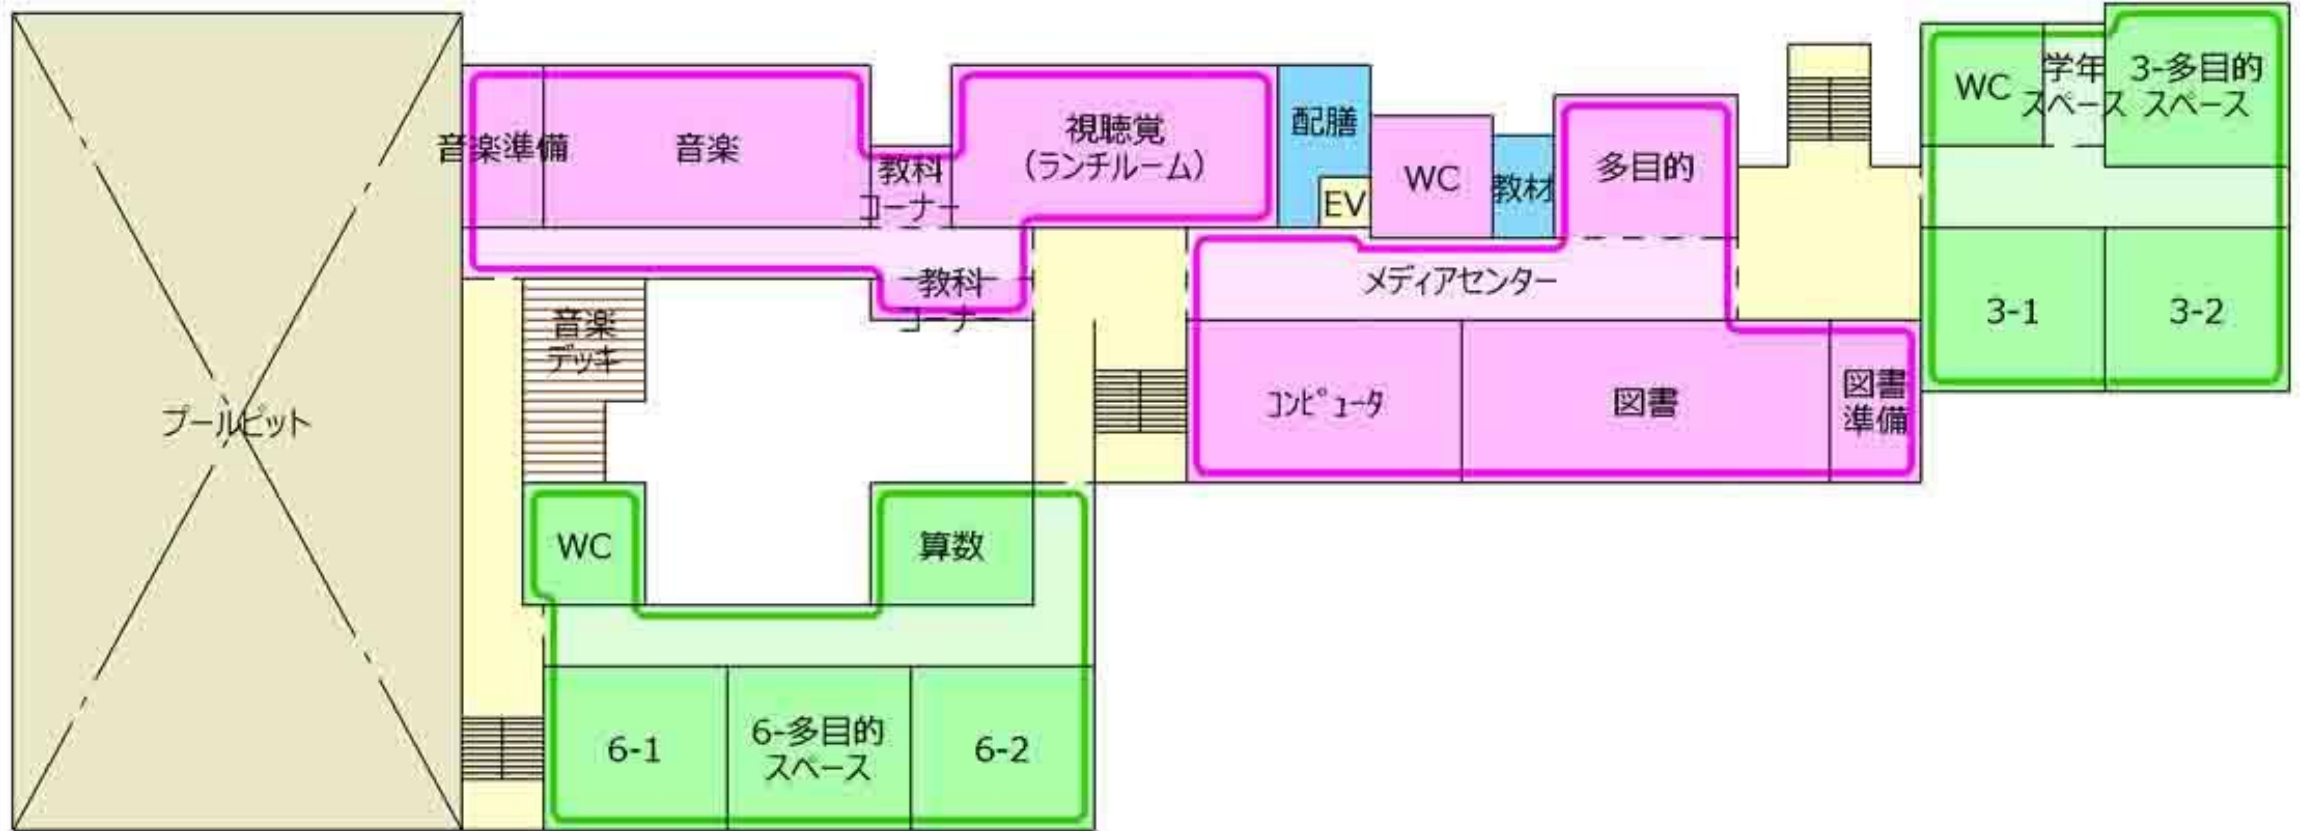 プールピット
音楽準備
音楽
教科
コーナー
視聴覚
（ランチルーム）
教科
コーナー
音楽
デッキ
配膳
EV
WC
教材
多目的
メディアセンター
コンピュータ
図書
図書
準備
WC
学年
スペース
3-多目的
スペース
3-1
3-2
WC
算数
6-1
6-多目的
スペース
6-2